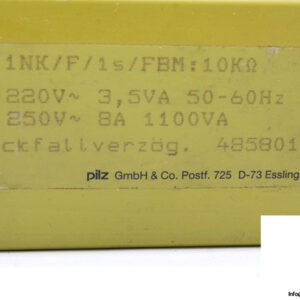 1NK/F/1s/FBM:10KΩ
220V~ 3,5VA 50-60Hz
250V~ 8A 1100VA
ckfallverzög. 485801
pilz GmbH & Co. Postf. 725 D-73 Essling